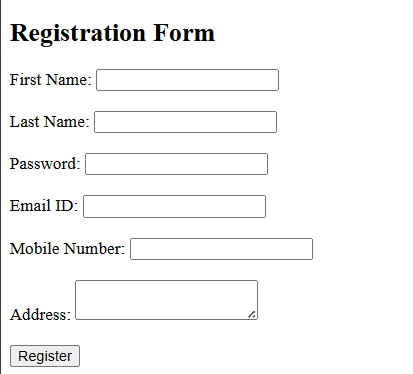 Registration Form
First Name:
Last Name:
Password:
Email ID:
Mobile Number:
Address:
Register